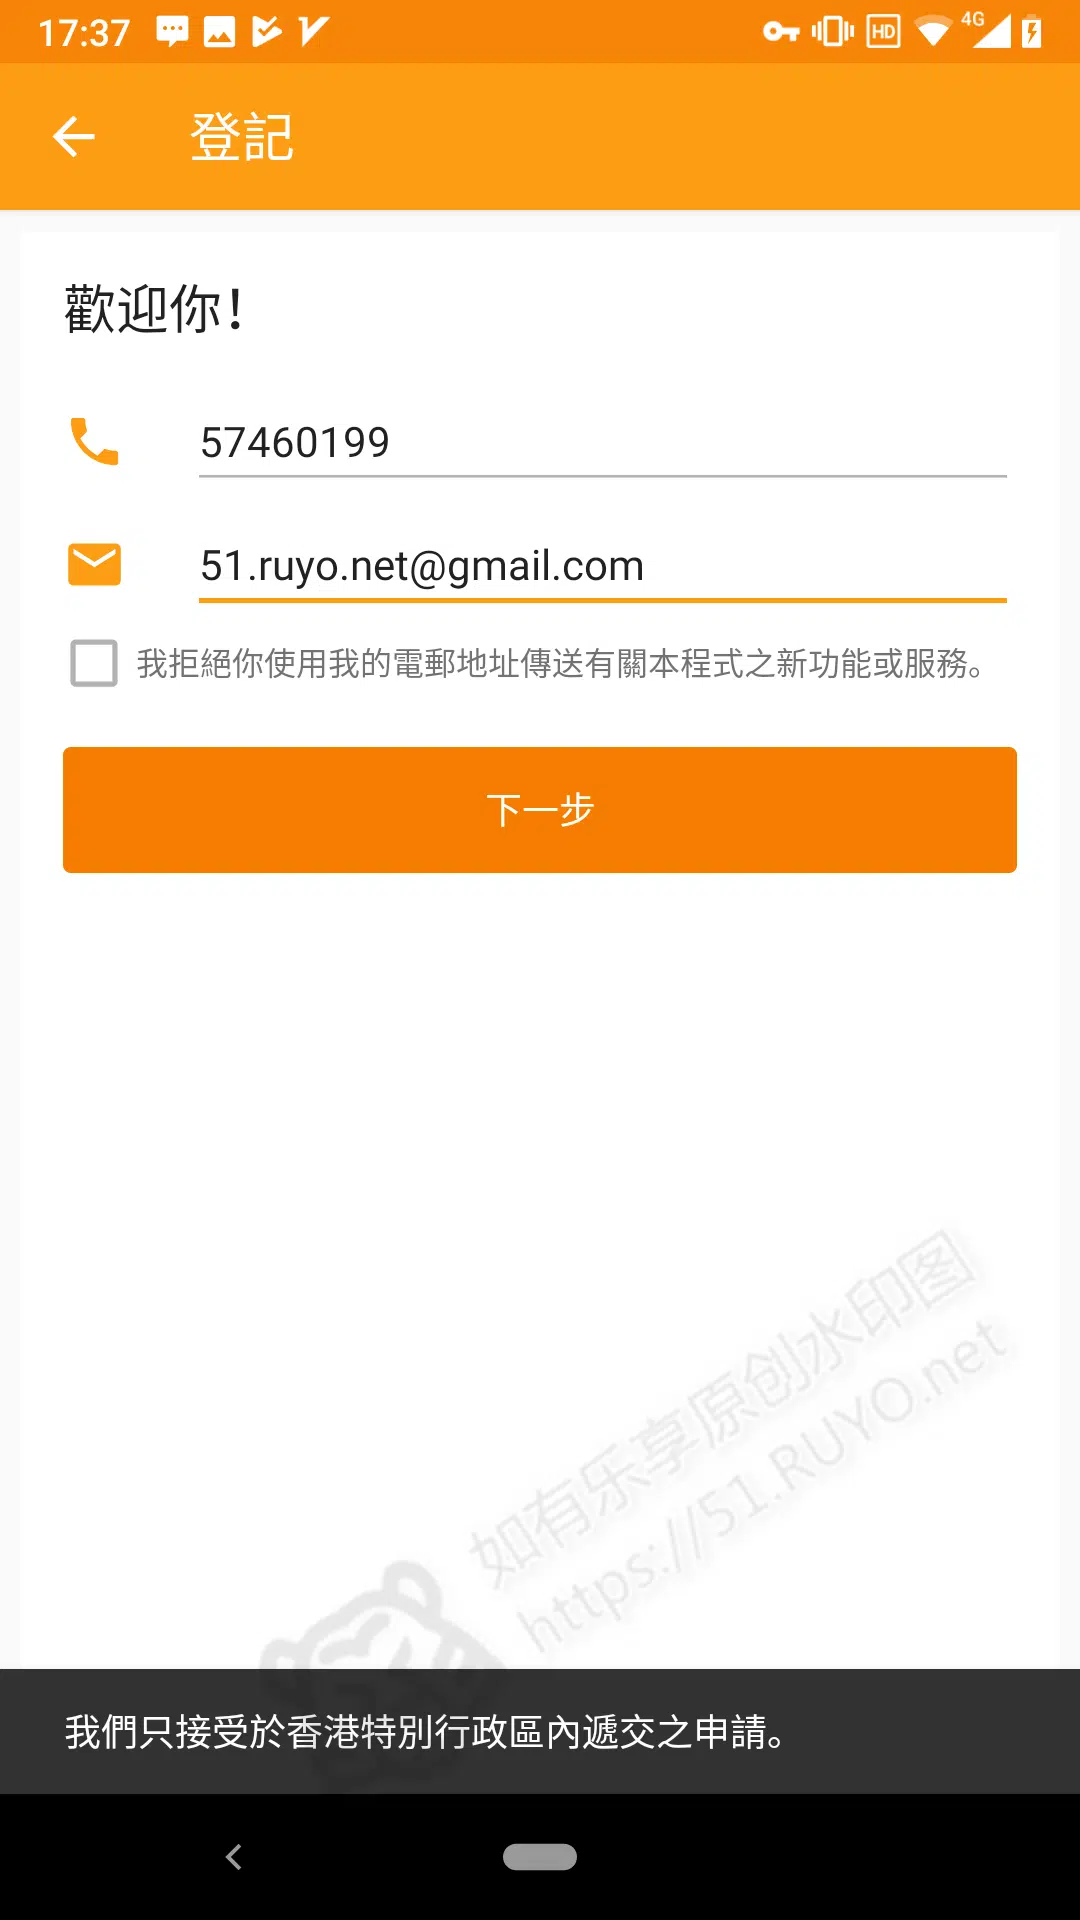 17:37
HD
4G
登記
歡迎你!
57460199
51.ruyo.net@gmail.com
我拒絕你使用我的電郵地址傳送有關本程式之新功能或服務。
下一步
如有乐享原创水印图
https://51.RUYO.net
我們只接受於香港特別行政區內遞交之申請。